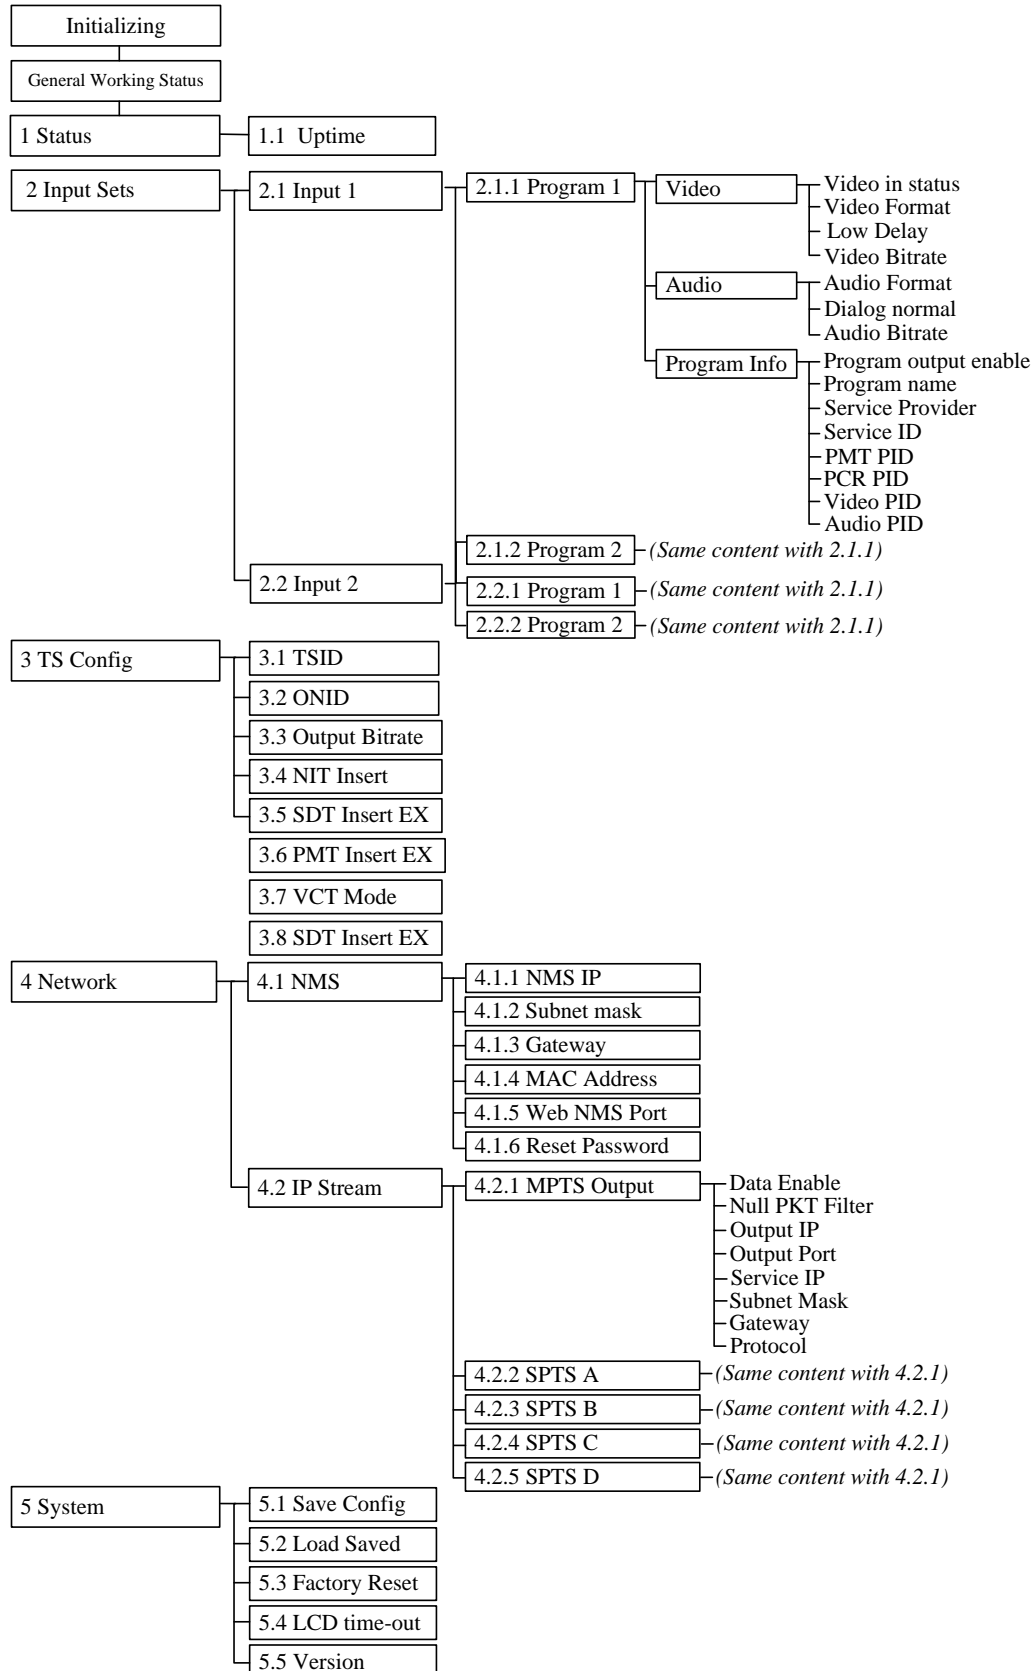 Initializing
General Working Status
1 Status
1.1 Uptime
2 Input Sets
2.1 Input 1
2.1.1 Program 1
Video
Video in status
Video Format
Low Delay
Video Bitrate
Audio
Audio Format
Dialog normal
Audio Bitrate
Program Info
Program output enable
Program name
Service Provider
Service ID
PMT PID
PCR PID
Video PID
Audio PID
2.1.2 Program 2
(Same content with 2.1.1)
2.2 Input 2
2.2.1 Program 1
(Same content with 2.1.1)
2.2.2 Program 2
(Same content with 2.1.1)
3 TS Config
3.1 TSID
3.2 ONID
3.3 Output Bitrate
3.4 NIT Insert
3.5 SDT Insert EX
3.6 PMT Insert EX
3.7 VCT Mode
3.8 SDT Insert EX
4 Network
4.1 NMS
4.1.1 NMS IP
4.1.2 Subnet mask
4.1.3 Gateway
4.1.4 MAC Address
4.1.5 Web NMS Port
4.1.6 Reset Password
4.2 IP Stream
4.2.1 MPTS Output
Data Enable
Null PKT Filter
Output IP
Output Port
Service IP
Subnet Mask
Gateway
Protocol
4.2.2 SPTS A
(Same content with 4.2.1)
4.2.3 SPTS B
(Same content with 4.2.1)
4.2.4 SPTS C
(Same content with 4.2.1)
4.2.5 SPTS D
(Same content with 4.2.1)
5 System
5.1 Save Config
5.2 Load Saved
5.3 Factory Reset
5.4 LCD time-out
5.5 Version